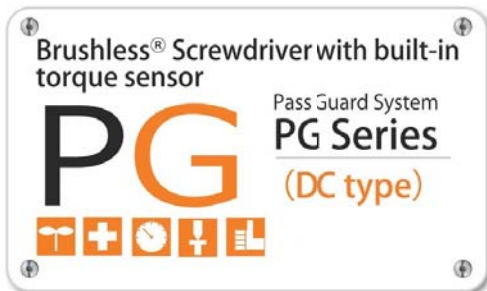 Brushless® Screwdriver with built-in
torque sensor
PG
Pass Guard System
PG Series
(DC type)